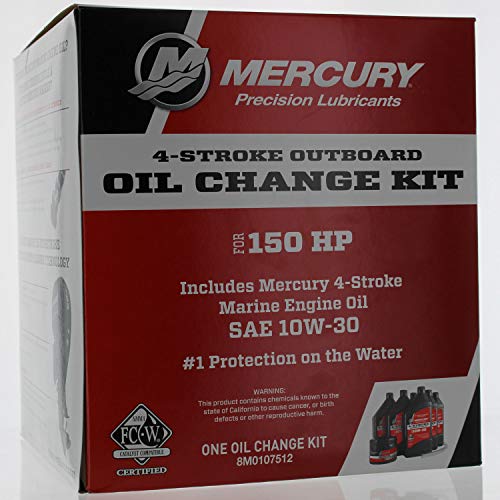 MERCURY
Precision Lubricants
4-STROKE OUTBOARD
OIL CHANGE KIT
FOR 150 HP
Includes Mercury 4-Stroke
Marine Engine Oil
SAE 10W-30
#1 Protection on the Water
WARNING:
This product contains chemicals known to the
state of California to cause cancer, or birth
defects or other reproductive harm.
NMMA
FC-W
CATALYST COMPATIBLE
CERTIFIED
ONE OIL CHANGE KIT
8M0107512
MERCURY